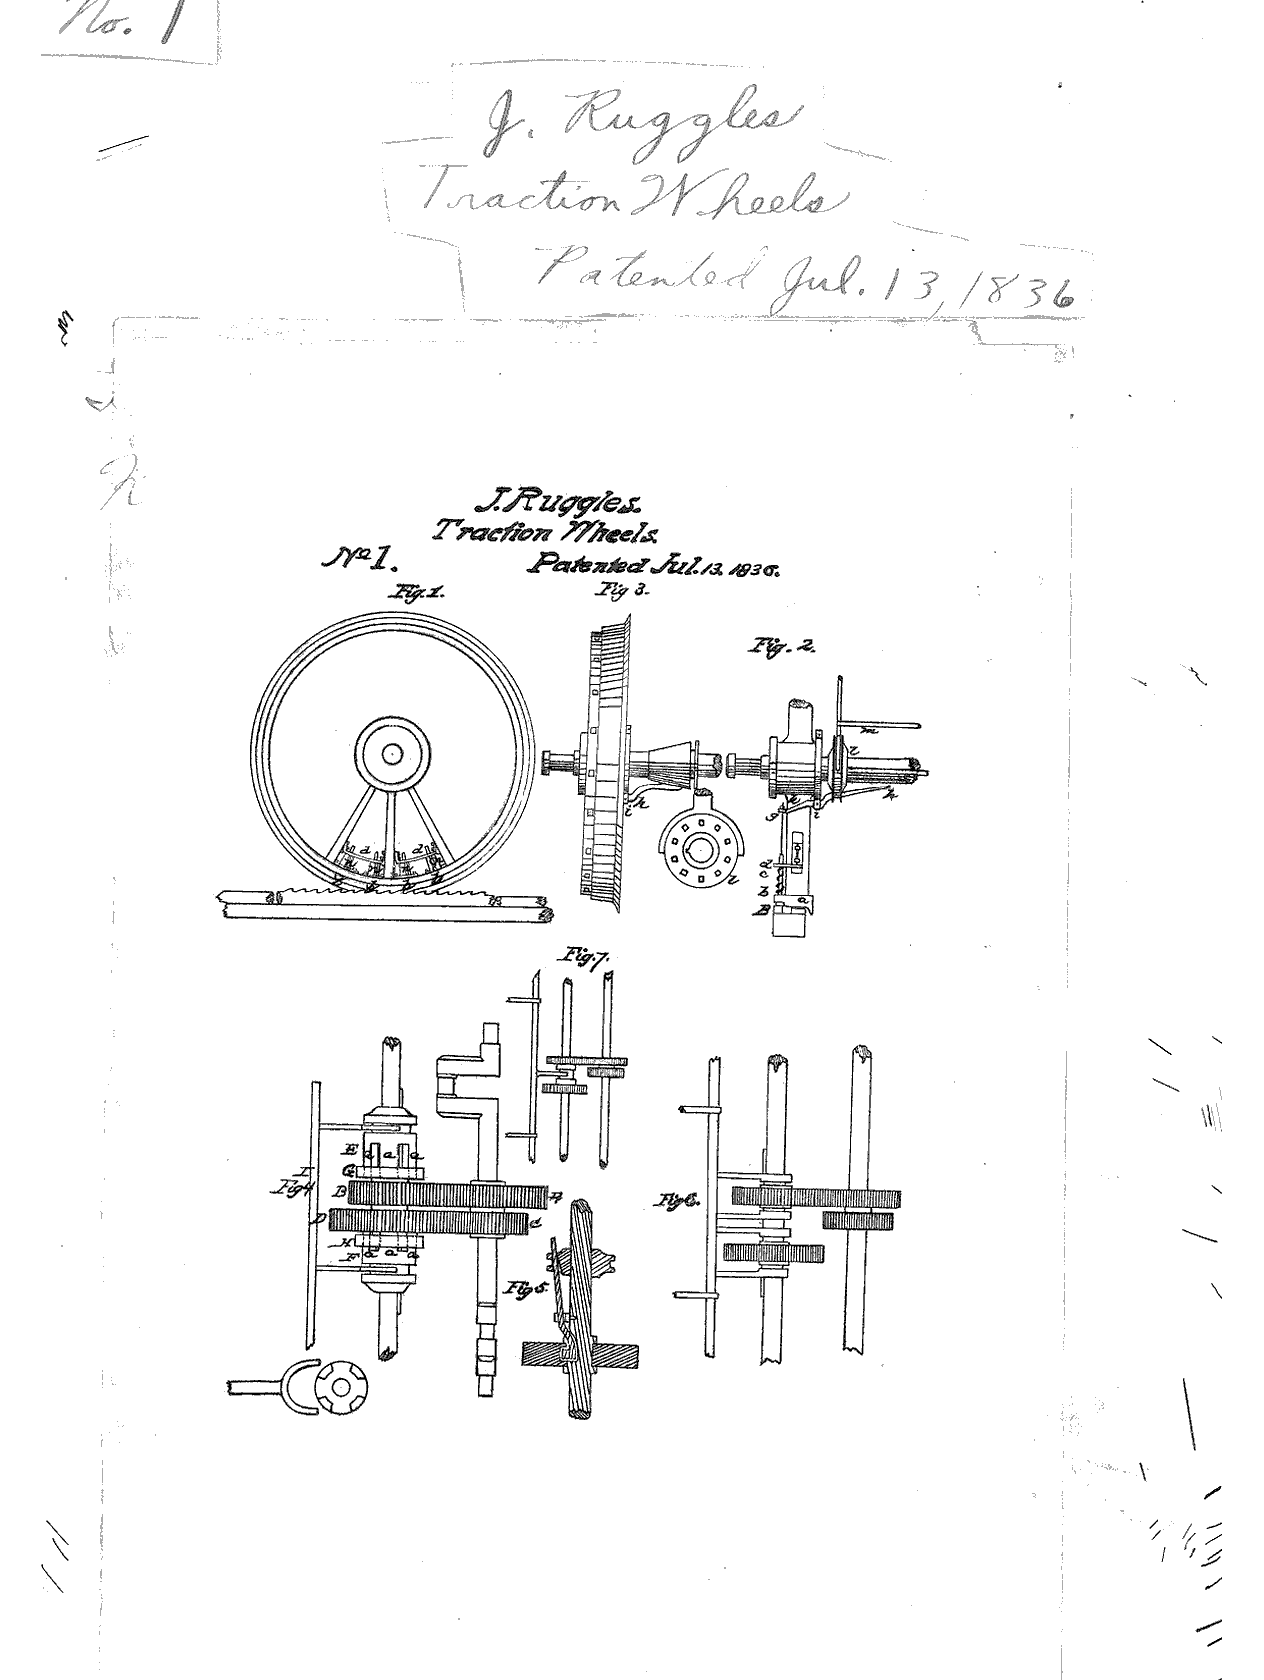 No. 1
J. Ruggles
Traction Wheels
Patented Jul. 13, 1836
J. Ruggles.
Traction Wheels.
No 1.
Patented Jul. 13. 1836.
Fig. 1.
Fig 3.
Fig. 2.
m
l
h
k
i
g
i
d
d
l
c
b
a
B
Fig. 7.
E
a
a
a
G
I
Fig 4
B
A
D
C
H
F
a
a
a
Fig 6.
Fig 5.